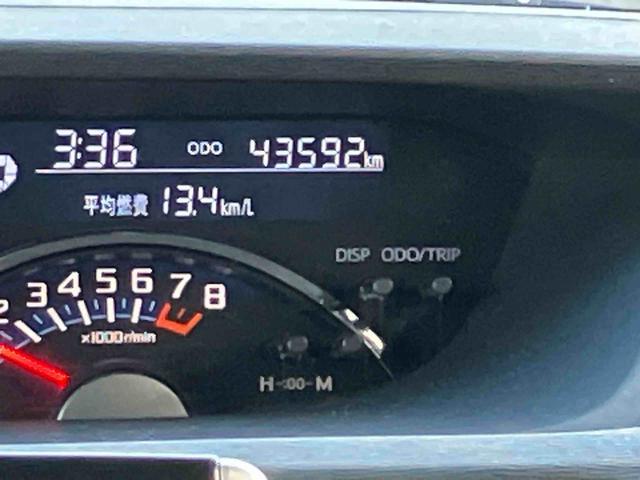 3:36 ODO 43592km
平均燃費 13.4km/L
DISP ODO/TRIP
2 3 4 5 6 7 8
x1000r/min
H -:00- M